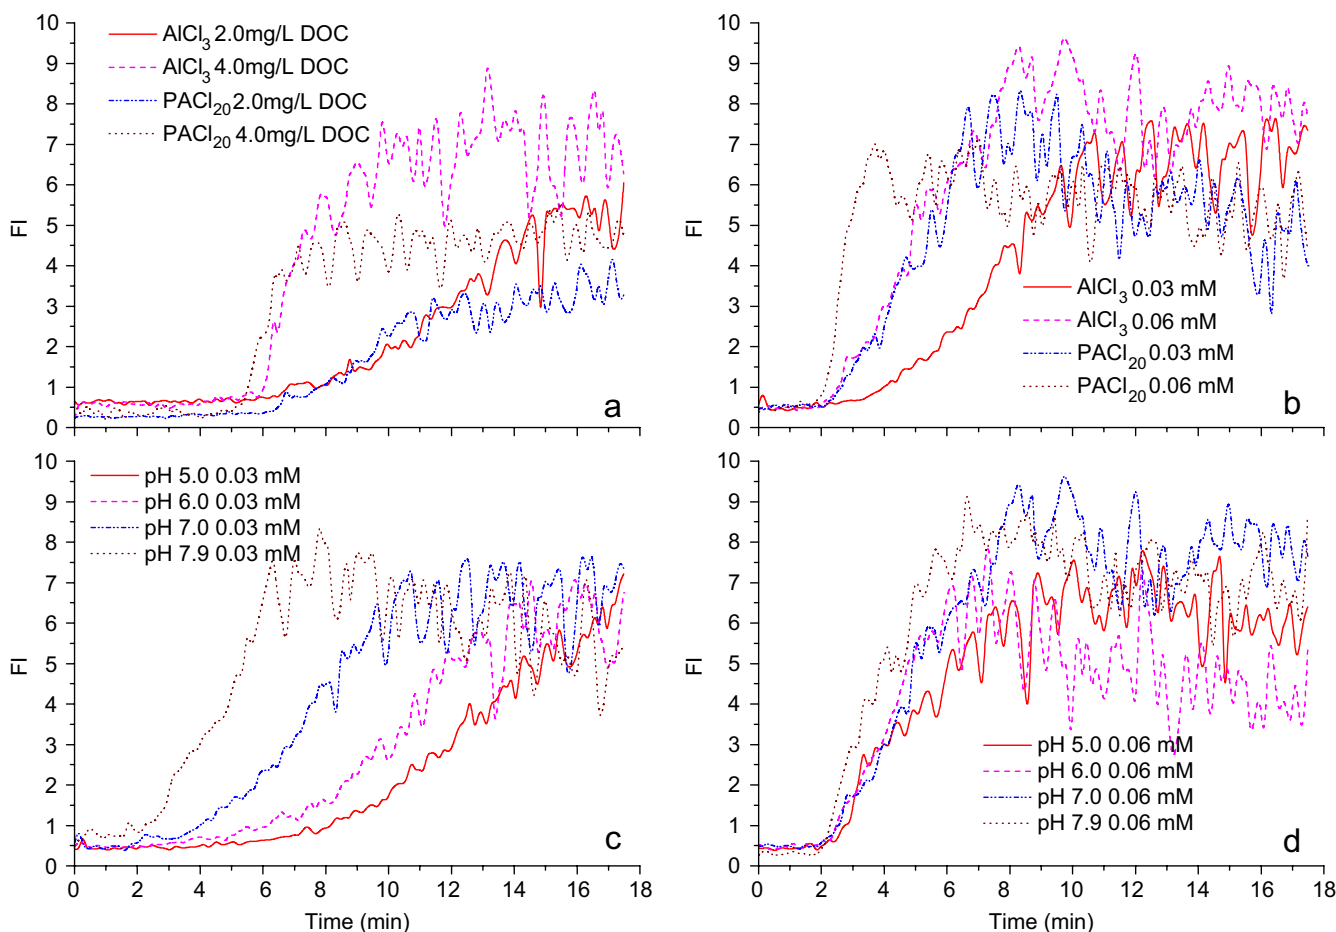 10
9
8
7
6
5
4
3
2
1
0
FI
AlCl3 2.0mg/L DOC
AlCl3 4.0mg/L DOC
PACl20 2.0mg/L DOC
PACl20 4.0mg/L DOC
a
10
9
8
7
6
5
4
3
2
1
0
FI
AlCl3 0.03 mM
AlCl3 0.06 mM
PACl20 0.03 mM
PACl20 0.06 mM
b
10
9
8
7
6
5
4
3
2
1
0
FI
pH 5.0 0.03 mM
pH 6.0 0.03 mM
pH 7.0 0.03 mM
pH 7.9 0.03 mM
c
0 2 4 6 8 10 12 14 16 18
Time (min)
10
9
8
7
6
5
4
3
2
1
0
FI
pH 5.0 0.06 mM
pH 6.0 0.06 mM
pH 7.0 0.06 mM
pH 7.9 0.06 mM
d
0 2 4 6 8 10 12 14 16 18
Time (min)